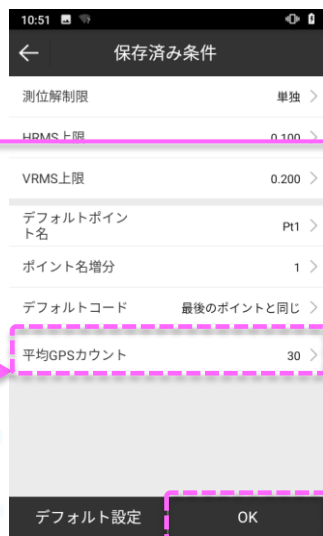 10:51
保存済み条件
測位解制限 単独
HRMS上限 0.100
VRMS上限 0.200
デフォルトポイン
ト名 Pt1
ポイント名増分 1
デフォルトコード 最後のポイントと同じ
平均GPSカウント 30
デフォルト設定 OK